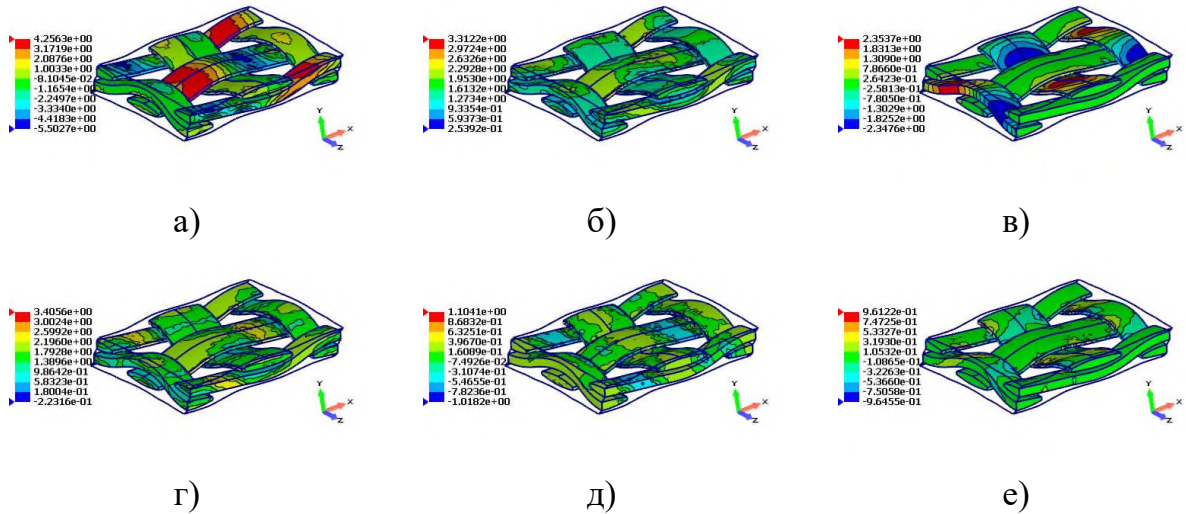 4.2563e+00
3.1719e+00
2.0876e+00
1.0033e+00
-8.1045e-02
-1.1654e+00
-2.2497e+00
-3.3340e+00
-4.4183e+00
-5.5027e+00
Y
X
Z
а)
3.3122e+00
2.9724e+00
2.6326e+00
2.2928e+00
1.9530e+00
1.6132e+00
1.2734e+00
9.3354e-01
5.9373e-01
2.5392e-01
Y
X
Z
б)
2.3537e+00
1.8313e+00
1.3090e+00
7.8660e-01
2.6423e-01
-2.5813e-01
-7.8050e-01
-1.3029e+00
-1.8252e+00
-2.3476e+00
Y
X
Z
в)
3.4056e+00
3.0024e+00
2.5992e+00
2.1960e+00
1.7928e+00
1.3896e+00
9.8642e-01
5.8323e-01
1.8004e-01
-2.2316e-01
Y
X
Z
г)
1.1041e+00
8.6832e-01
6.3251e-01
3.9670e-01
1.6089e-01
-7.4926e-02
-3.1074e-01
-5.4655e-01
-7.8236e-01
-1.0182e+00
Y
X
Z
д)
9.6122e-01
7.4725e-01
5.3327e-01
3.1930e-01
1.0532e-01
-1.0865e-01
-3.2263e-01
-5.3660e-01
-7.5058e-01
-9.6455e-01
Y
X
Z
е)